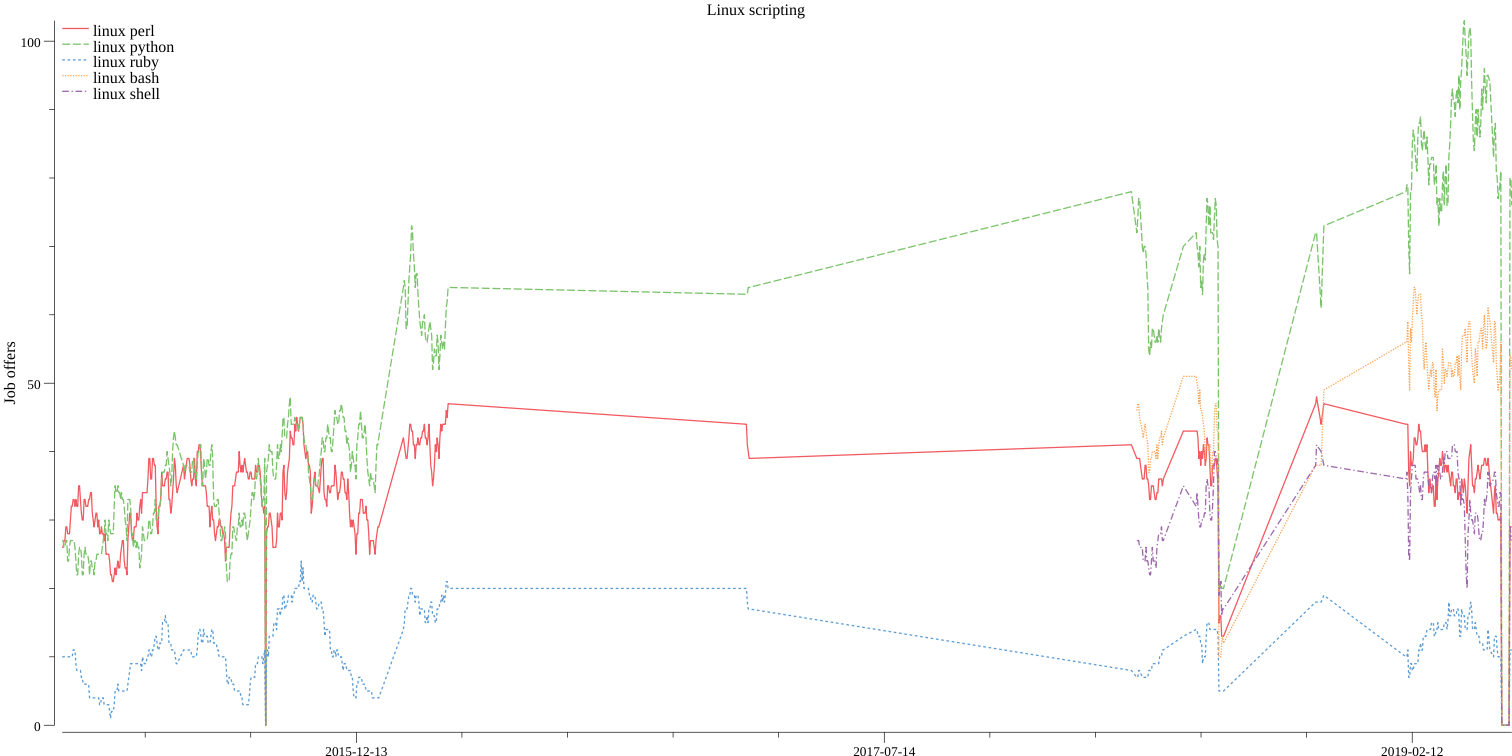 Linux scripting
linux perl
linux python
linux ruby
linux bash
linux shell
100
50
0
Job offers
2015-12-13
2017-07-14
2019-02-12